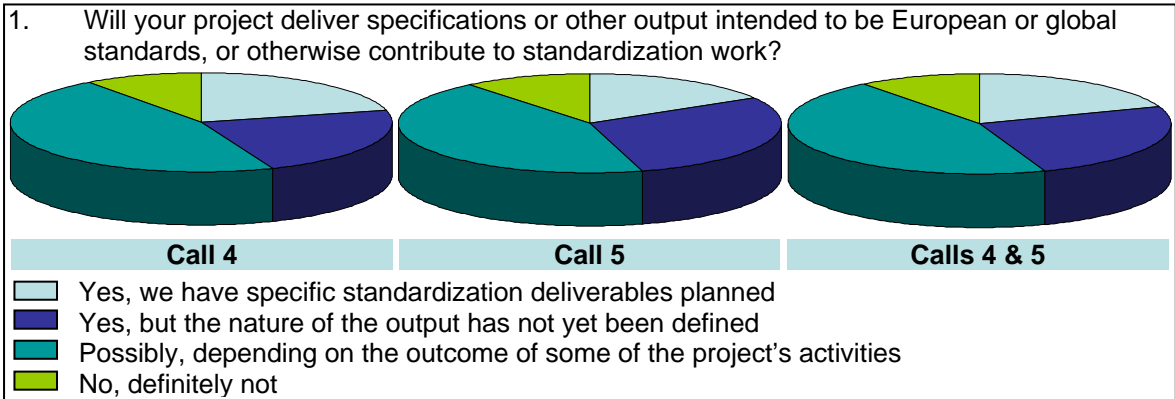 1. Will your project deliver specifications or other output intended to be European or global
standards, or otherwise contribute to standardization work?
Call 4
Call 5
Calls 4 & 5
Yes, we have specific standardization deliverables planned
Yes, but the nature of the output has not yet been defined
Possibly, depending on the outcome of some of the project's activities
No, definitely not